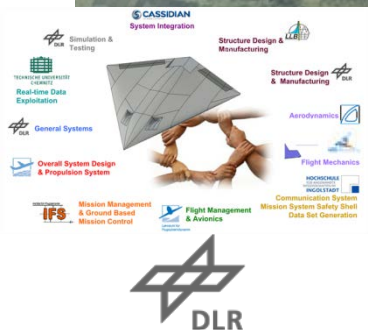 CASSIDIAN
System Integration
DLR
Simulation &
Testing
LLB
Structure Design &
Manufacturing
TECHNISCHE UNIVERSITÄT
CHEMNITZ
Real-time Data
Exploitation
Structure Design
& Manufacturing
DLR
Aerodynamics
DLR
General Systems
Flight Mechanics
Overall System Design
& Propulsion System
HOCHSCHULE
INGOLSTADT
Communication System
Mission System Safety Shell
Data Set Generation
IFS
Mission Management
& Ground Based
Mission Control
Flight Management
& Avionics
DLR